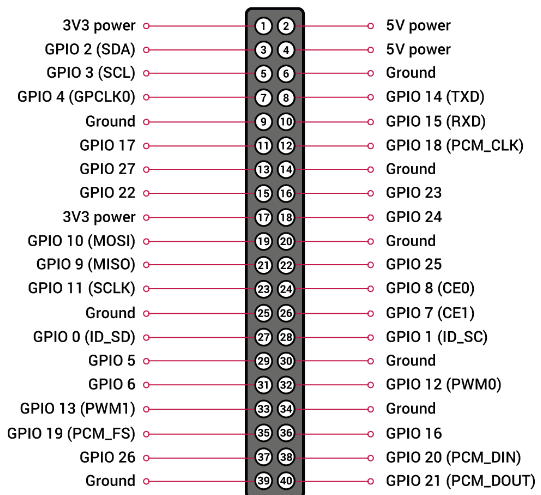 3V3 power 1 2 5V power
GPIO 2 (SDA) 3 4 5V power
GPIO 3 (SCL) 5 6 Ground
GPIO 4 (GPCLK0) 7 8 GPIO 14 (TXD)
Ground 9 10 GPIO 15 (RXD)
GPIO 17 11 12 GPIO 18 (PCM_CLK)
GPIO 27 13 14 Ground
GPIO 22 15 16 GPIO 23
3V3 power 17 18 GPIO 24
GPIO 10 (MOSI) 19 20 Ground
GPIO 9 (MISO) 21 22 GPIO 25
GPIO 11 (SCLK) 23 24 GPIO 8 (CE0)
Ground 25 26 GPIO 7 (CE1)
GPIO 0 (ID_SD) 27 28 GPIO 1 (ID_SC)
GPIO 5 29 30 Ground
GPIO 6 31 32 GPIO 12 (PWM0)
GPIO 13 (PWM1) 33 34 Ground
GPIO 19 (PCM_FS) 35 36 GPIO 16
GPIO 26 37 38 GPIO 20 (PCM_DIN)
Ground 39 40 GPIO 21 (PCM_DOUT)